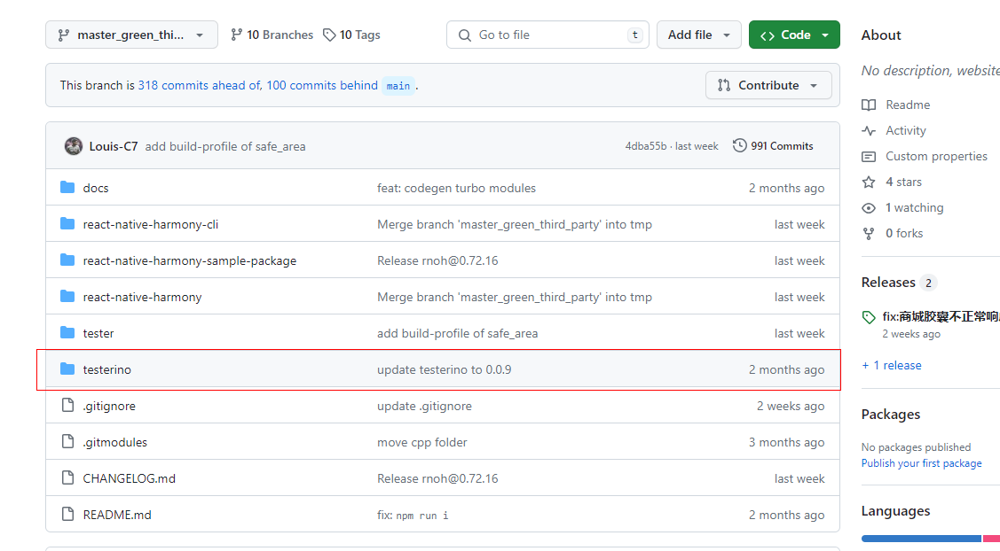 master_green_thi...
10 Branches
10 Tags
Go to file
t
Add file
Code
About
This branch is 318 commits ahead of, 100 commits behind main .
Contribute
No description, website
Readme
Activity
Custom properties
4 stars
1 watching
0 forks
Louis-C7 add build-profile of safe_area 4dba55b · last week 991 Commits
docs feat: codegen turbo modules 2 months ago
react-native-harmony-cli Merge branch 'master_green_third_party' into tmp last week
react-native-harmony-sample-package Release rnoh@0.72.16 last week
react-native-harmony Merge branch 'master_green_third_party' into tmp last week
tester add build-profile of safe_area last week
testerino update testerino to 0.0.9 2 months ago
.gitignore update .gitignore 2 weeks ago
.gitmodules move cpp folder 3 months ago
CHANGELOG.md Release rnoh@0.72.16 last week
README.md fix: npm run i 2 months ago
Releases 2
fix:商城胶囊不正常响
2 weeks ago
+ 1 release
Packages
No packages published
Publish your first package
Languages